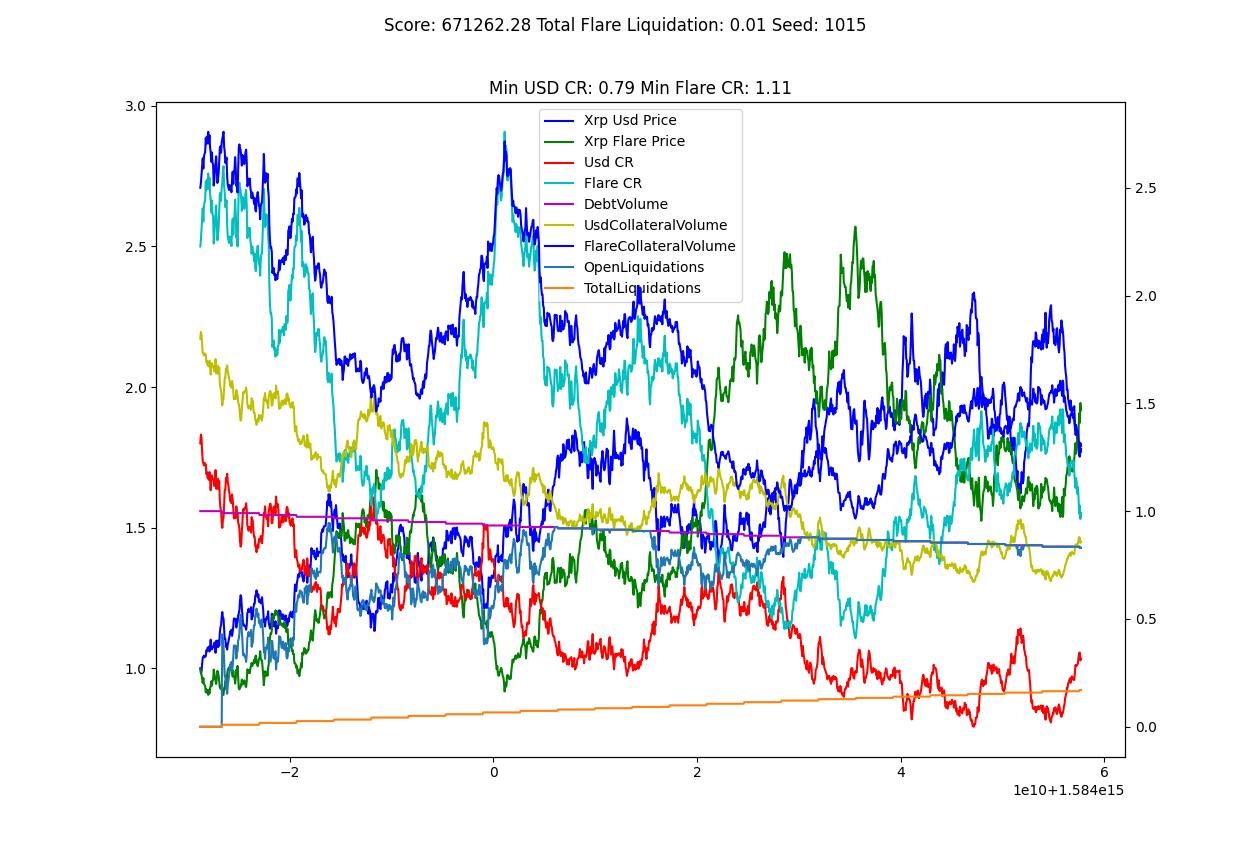 Score: 671262.28 Total Flare Liquidation: 0.01 Seed: 1015
Min USD CR: 0.79 Min Flare CR: 1.11
3.0
2.5
2.0
1.5
1.0
Xrp Usd Price
Xrp Flare Price
Usd CR
Flare CR
DebtVolume
UsdCollateralVolume
FlareCollateralVolume
OpenLiquidations
TotalLiquidations
2.5
2.0
1.5
1.0
0.5
0.0
−2 0 2 4 6
1e10+1.584e15